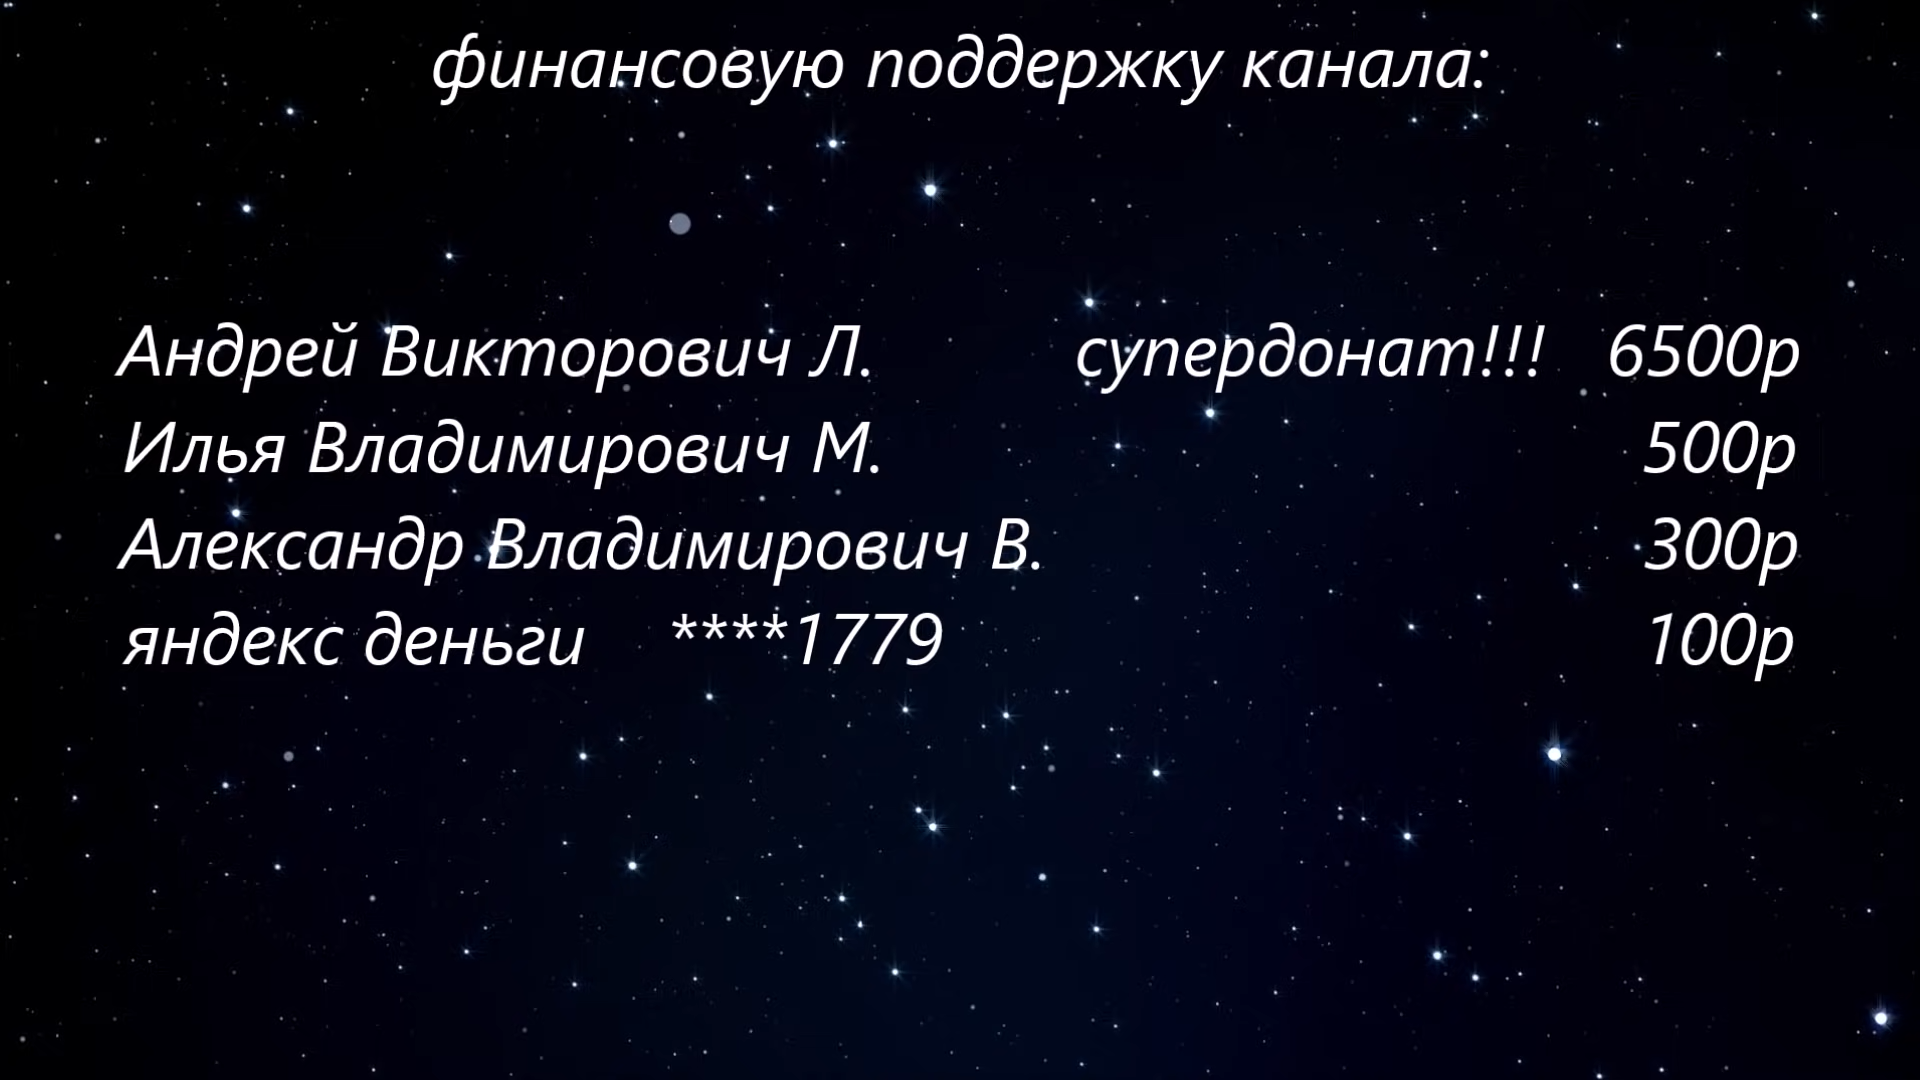 финансовую поддержку канала:
Андрей Викторович Л. супердонат!!! 6500р
Илья Владимирович М. 500р
Александр Владимирович В. 300р
яндекс деньги ****1779 100р